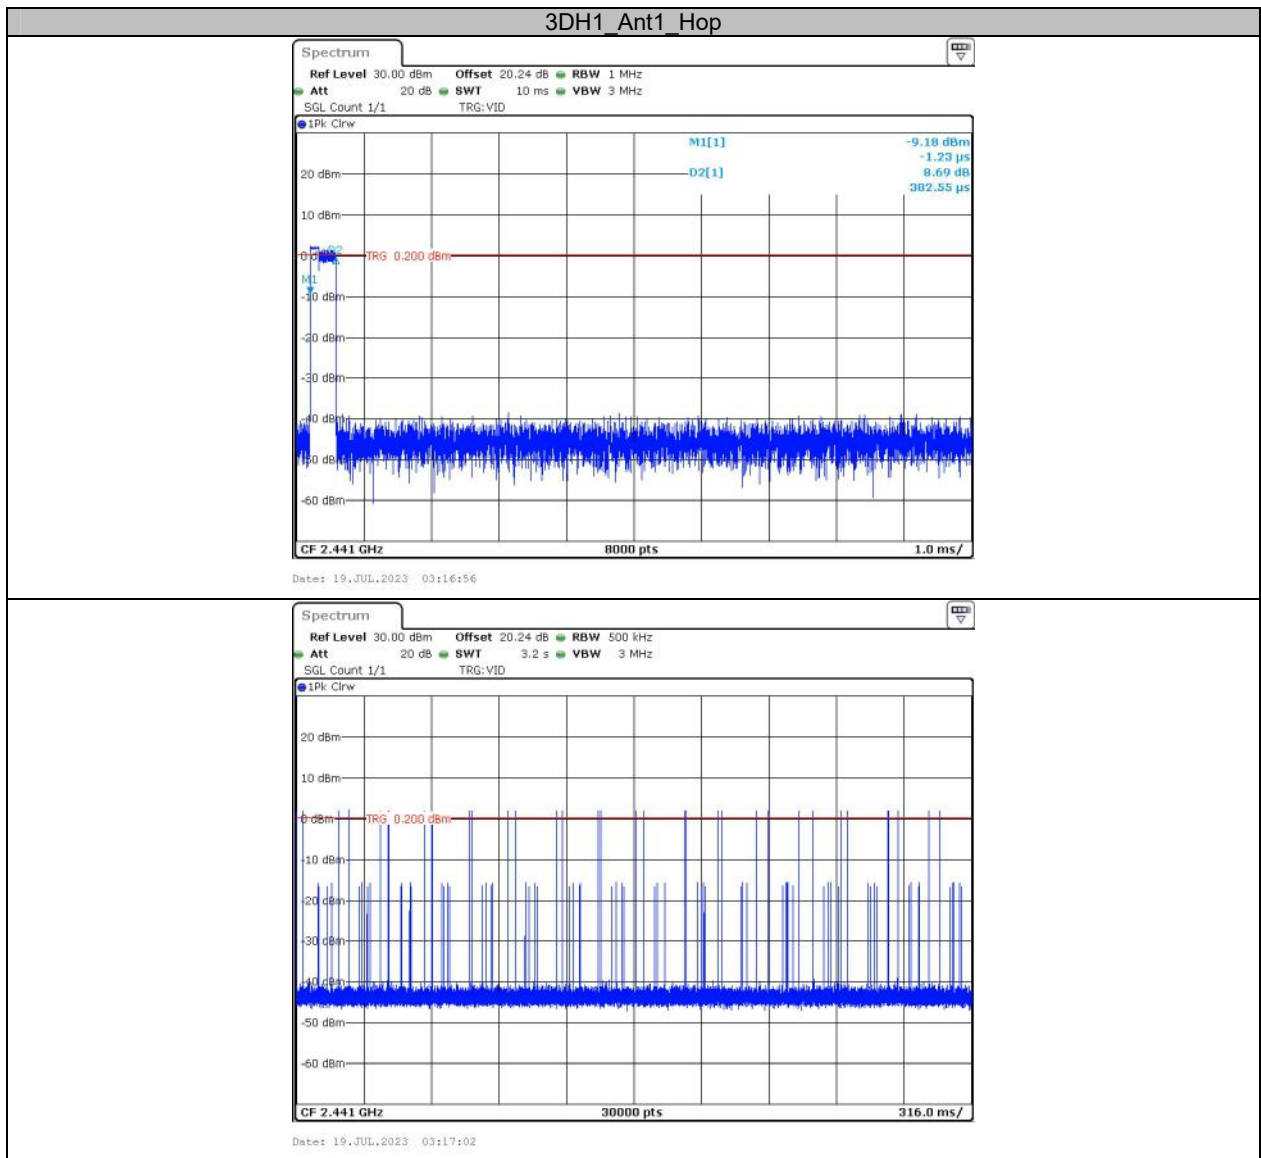 3DH1_Ant1_Hop
Spectrum
Ref Level 30.00 dBm Offset 20.24 dB RBW 1 MHz
Att 20 dB SWT 10 ms VBW 3 MHz
SGL Count 1/1 TRG:VID
1Pk Clrw
M1[1] -9.18 dBm
-1.23 µs
20 dBm D2[1] 8.69 dB
382.55 µs
10 dBm
D2
0 dBm TRG 0.200 dBm
M1
-10 dBm
-20 dBm
-30 dBm
-40 dBm
-50 dBm
-60 dBm
CF 2.441 GHz 8000 pts 1.0 ms/
Date: 19.JUL.2023 03:16:56
Spectrum
Ref Level 30.00 dBm Offset 20.24 dB RBW 500 kHz
Att 20 dB SWT 3.2 s VBW 3 MHz
SGL Count 1/1 TRG:VID
1Pk Clrw
20 dBm
10 dBm
0 dBm TRG 0.200 dBm
-10 dBm
-20 dBm
-30 dBm
-40 dBm
-50 dBm
-60 dBm
CF 2.441 GHz 30000 pts 316.0 ms/
Date: 19.JUL.2023 03:17:02